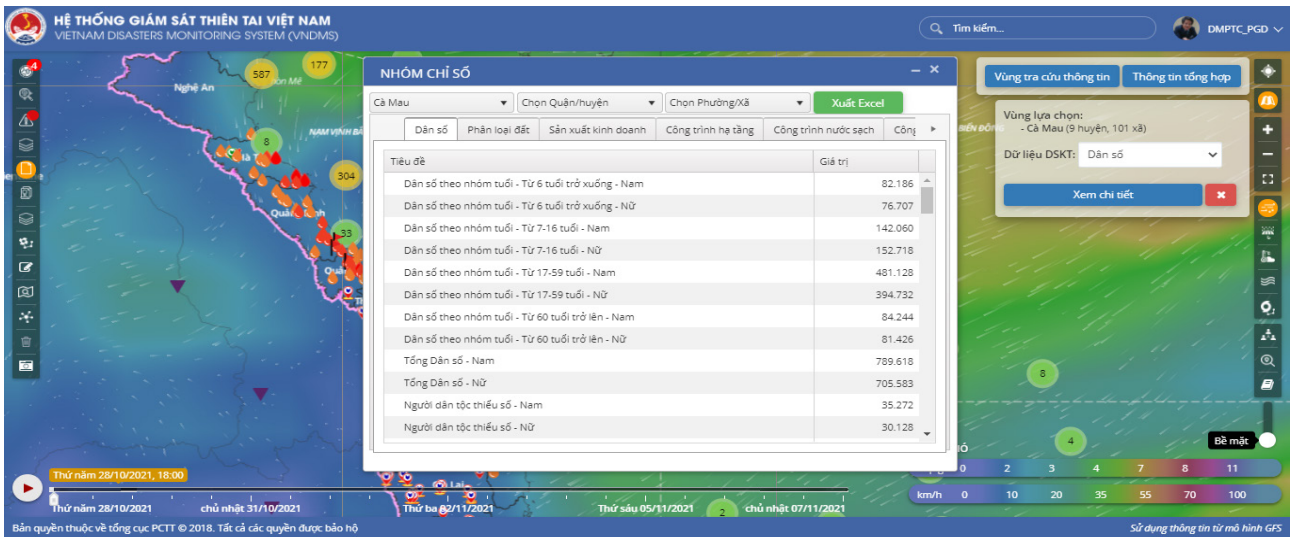 HỆ THỐNG GIÁM SÁT THIÊN TAI VIỆT NAM
VIETNAM DISASTERS MONITORING SYSTEM (VNDMS)
Tìm kiếm...
DMPTC_PGD
4
587
177
Nghệ An
8
304
33
NHÓM CHỈ SỐ
Cà Mau
Chọn Quận/huyện
Chọn Phường/Xã
Xuất Excel
Dân số
Phân loại đất
Sản xuất kinh doanh
Công trình hạ tầng
Công trình nước sạch
Công
Tiêu đề Giá trị
Dân số theo nhóm tuổi - Từ 6 tuổi trở xuống - Nam 82.186
Dân số theo nhóm tuổi - Từ 6 tuổi trở xuống - Nữ 76.707
Dân số theo nhóm tuổi - Từ 7-16 tuổi - Nam 142.060
Dân số theo nhóm tuổi - Từ 7-16 tuổi - Nữ 152.718
Dân số theo nhóm tuổi - Từ 17-59 tuổi - Nam 481.128
Dân số theo nhóm tuổi - Từ 17-59 tuổi - Nữ 394.732
Dân số theo nhóm tuổi - Từ 60 tuổi trở lên - Nam 84.244
Dân số theo nhóm tuổi - Từ 60 tuổi trở lên - Nữ 81.426
Tổng Dân số - Nam 789.618
Tổng Dân số - Nữ 705.583
Người dân tộc thiểu số - Nam 35.272
Người dân tộc thiểu số - Nữ 30.128
Vùng tra cứu thông tin
Thông tin tổng hợp
BIỂN ĐÔNG
Vùng lựa chọn:
- Cà Mau (9 huyện, 101 xã)
Dữ liệu DSKT: Dân số
Xem chi tiết
8
4
2
Bề mặt
0 2 3 4 7 8 11
km/h 0 10 20 35 55 70 100
Thứ năm 28/10/2021, 18:00
Thứ năm 28/10/2021
chủ nhật 31/10/2021
Thứ ba 02/11/2021
Thứ sáu 05/11/2021
chủ nhật 07/11/2021
Bản quyền thuộc về tổng cục PCTT © 2018. Tất cả các quyền được bảo hộ
Sử dụng thông tin từ mô hình GFS